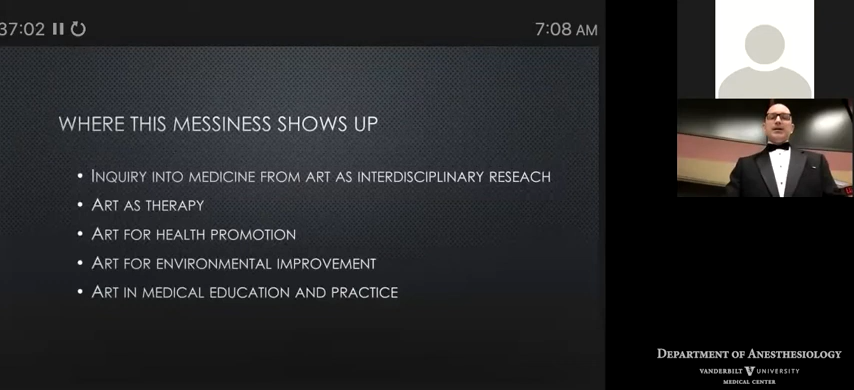 37:02
7:08 AM
WHERE THIS MESSINESS SHOWS UP
• INQUIRY INTO MEDICINE FROM ART AS INTERDISCIPLINARY RESEACH
• ART AS THERAPY
• ART FOR HEALTH PROMOTION
• ART FOR ENVIRONMENTAL IMPROVEMENT
• ART IN MEDICAL EDUCATION AND PRACTICE
DEPARTMENT OF ANESTHESIOLOGY
VANDERBILT V UNIVERSITY
MEDICAL CENTER